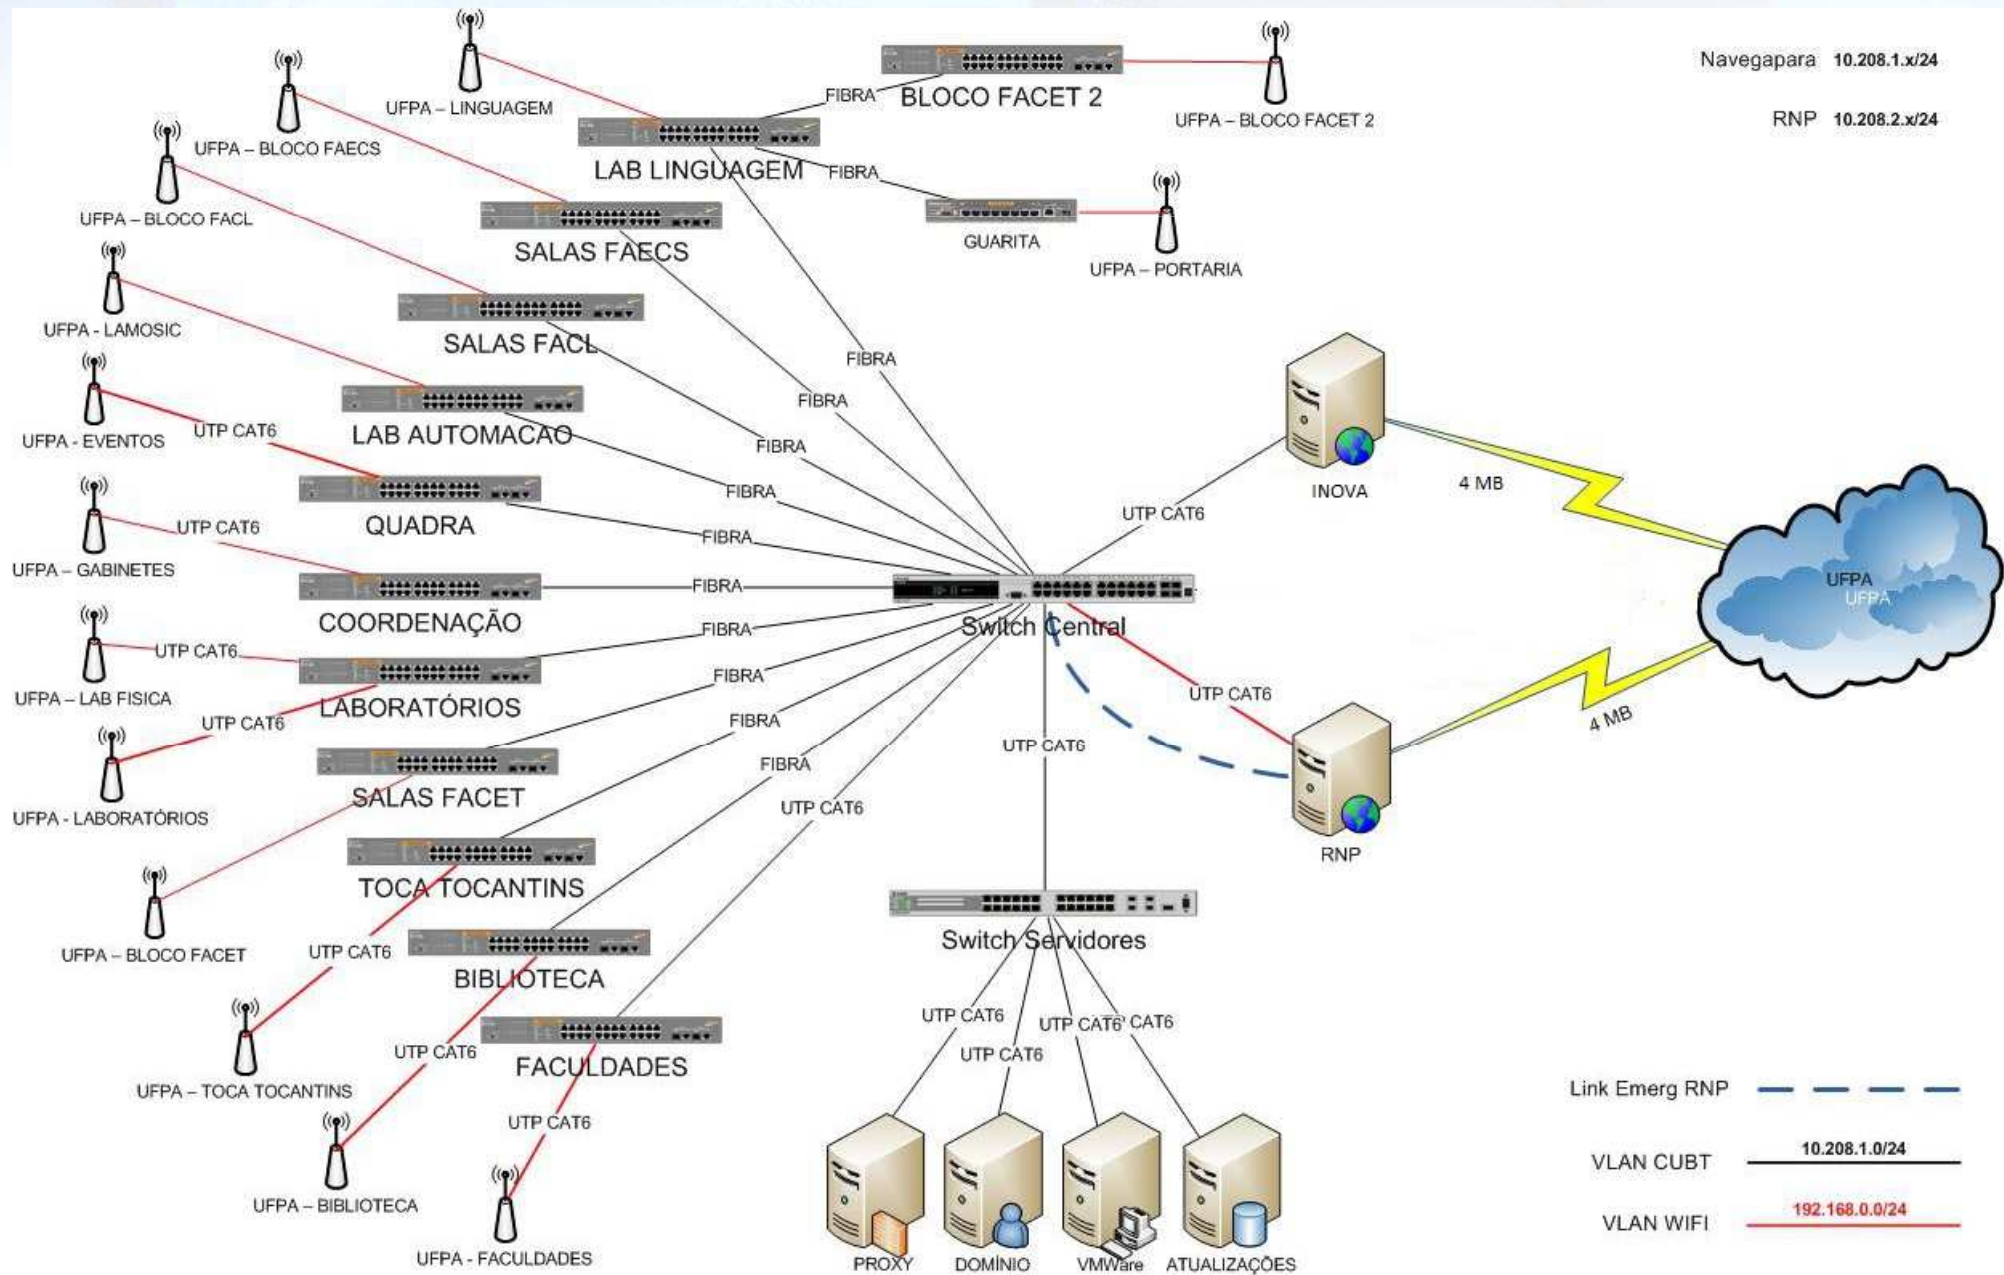 Navegapara 10.208.1.x/24
RNP 10.208.2.x/24
UFPA – LINGUAGEM
UFPA – BLOCO FAECS
UFPA – BLOCO FACL
UFPA - LAMOSIC
UFPA - EVENTOS
UFPA – GABINETES
UFPA – LAB FISICA
UFPA - LABORATÓRIOS
UFPA – BLOCO FACET
UFPA – TOCA TOCANTINS
UFPA – BIBLIOTECA
UFPA - FACULDADES
UTP CAT6
UTP CAT6
UTP CAT6
UTP CAT6
UTP CAT6
UTP CAT6
UTP CAT6
FIBRA
BLOCO FACET 2
UFPA – BLOCO FACET 2
LAB LINGUAGEM
FIBRA
GUARITA
UFPA – PORTARIA
SALAS FAECS
SALAS FACL
LAB AUTOMACAO
QUADRA
COORDENAÇÃO
LABORATÓRIOS
SALAS FACET
TOCA TOCANTINS
BIBLIOTECA
FACULDADES
FIBRA
FIBRA
FIBRA
FIBRA
FIBRA
FIBRA
FIBRA
FIBRA
FIBRA
FIBRA
UTP CAT6
Switch Central
UTP CAT6
INOVA
4 MB
UFPA
UFPA
UTP CAT6
4 MB
RNP
UTP CAT6
Switch Servidores
UTP CAT6
UTP CAT6
UTP CAT6
CAT6
PROXY
DOMÍNIO
VMWare
ATUALIZAÇÕES
Link Emerg RNP
VLAN CUBT 10.208.1.0/24
VLAN WIFI 192.168.0.0/24